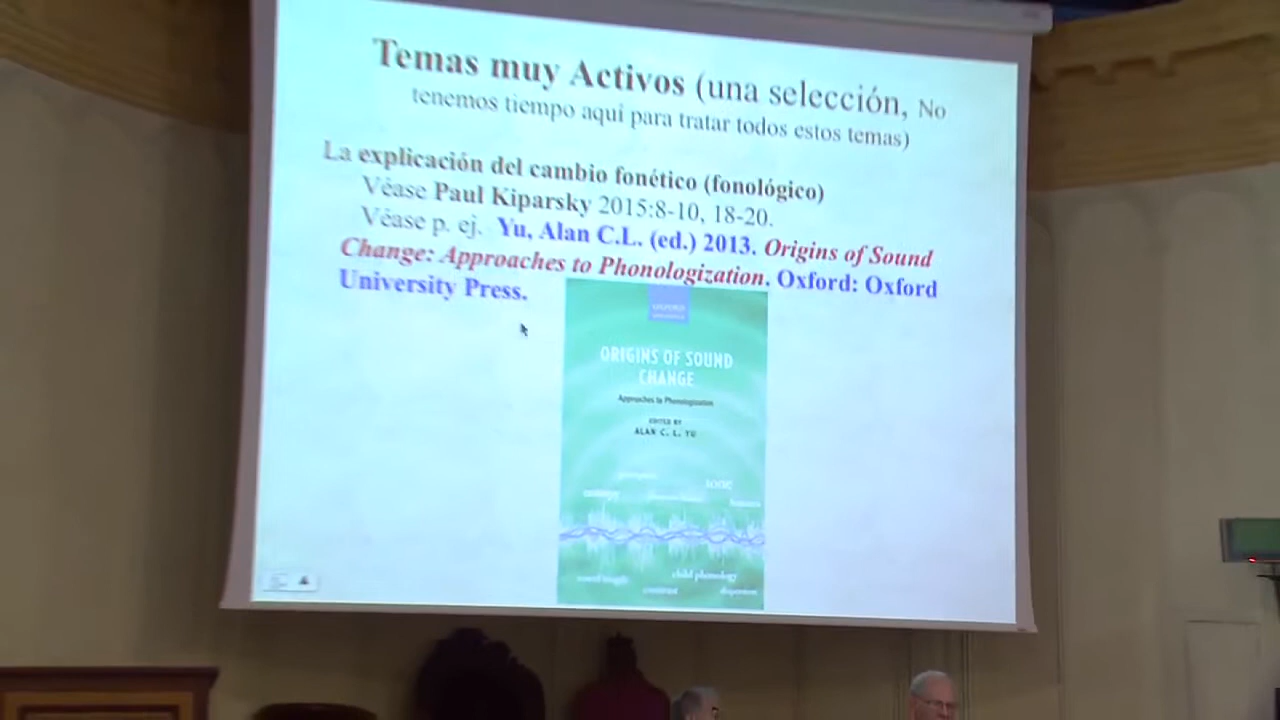 Temas muy Activos (una selección, No
tenemos tiempo aquí para tratar todos estos temas)
La explicación del cambio fonético (fonológico)
Véase Paul Kiparsky 2015:8-10, 18-20.
Véase p. ej. Yu, Alan C.L. (ed.) 2013. Origins of Sound
Change: Approaches to Phonologization. Oxford: Oxford
University Press.
OXFORD
ORIGINS OF SOUND
CHANGE
Approaches to Phonologization
EDITED BY
ALAN C. L. YU
tone
child phonology